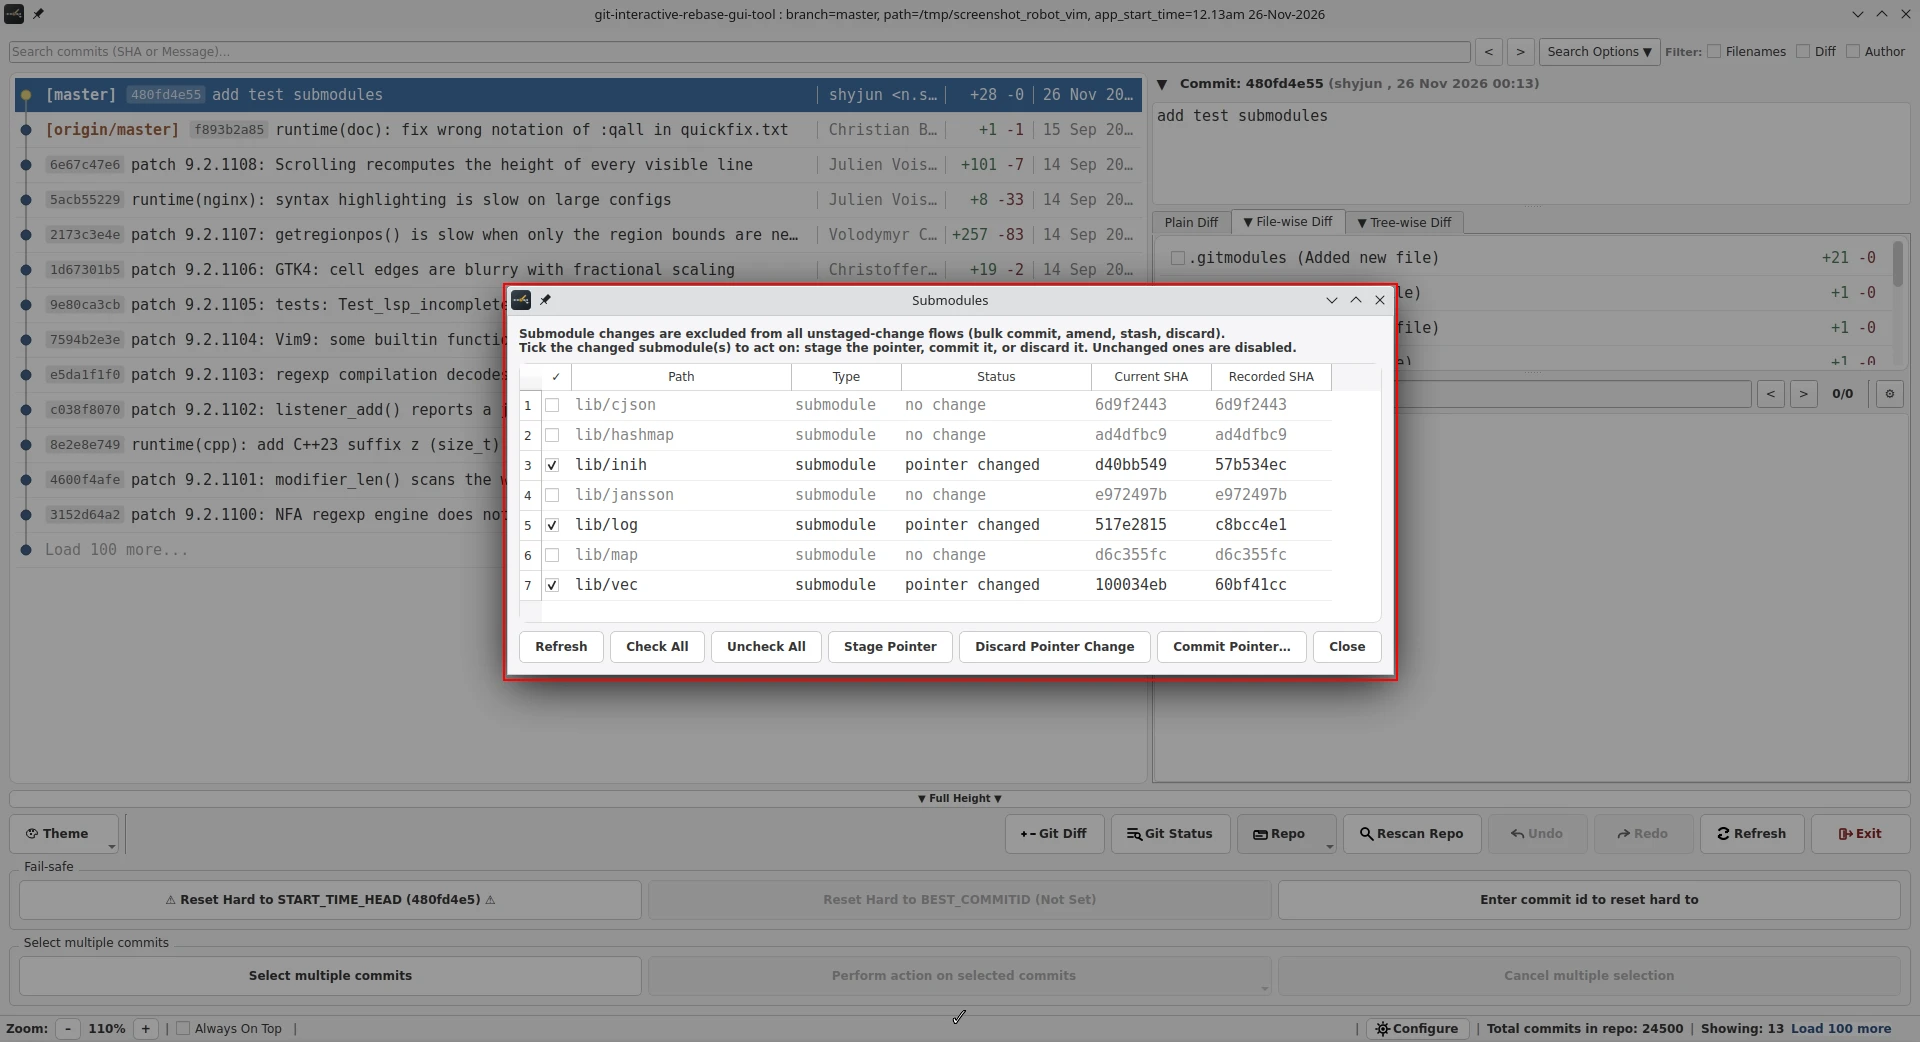 git-interactive-rebase-gui-tool : branch=master, path=/tmp/screenshot_robot_vim, app_start_time=12.13am 26-Nov-2026
Search commits (SHA or Message)...
< > Search Options ▼ Filter: Filenames Diff Author
[master] 480fd4e55 add test submodules shyjun <n.s… +28 -0 26 Nov 20…
[origin/master] f893b2a85 runtime(doc): fix wrong notation of :qall in quickfix.txt Christian B… +1 -1 15 Sep 20…
6e67c47e6 patch 9.2.1108: Scrolling recomputes the height of every visible line Julien Vois… +101 -7 14 Sep 20…
5acb55229 runtime(nginx): syntax highlighting is slow on large configs Julien Vois… +8 -33 14 Sep 20…
2173c3e4e patch 9.2.1107: getregionpos() is slow when only the region bounds are ne… Volodymyr C… +257 -83 14 Sep 20…
1d67301b5 patch 9.2.1106: GTK4: cell edges are blurry with fractional scaling Christoffer… +19 -2 14 Sep 20…
9e80ca3cb patch 9.2.1105: tests: Test_lsp_incomplete
7594b2e3e patch 9.2.1104: Vim9: some builtin functi
e5da1f1f0 patch 9.2.1103: regexp compilation decode
c038f8070 patch 9.2.1102: listener_add() reports a
8e2e8e749 runtime(cpp): add C++23 suffix z (size_t)
4600f4afe patch 9.2.1101: modifier_len() scans the
3152d64a2 patch 9.2.1100: NFA regexp engine does no
Load 100 more...
▼ Commit: 480fd4e55 (shyjun , 26 Nov 2026 00:13)
add test submodules
Plain Diff ▼ File-wise Diff ▼ Tree-wise Diff
.gitmodules (Added new file) +21 -0
le) +1 -0
file) +1 -0
e) +1 -0
< > 0/0
Submodules
Submodule changes are excluded from all unstaged-change flows (bulk commit, amend, stash, discard).
Tick the changed submodule(s) to act on: stage the pointer, commit it, or discard it. Unchanged ones are disabled.
✓ Path Type Status Current SHA Recorded SHA
1 lib/cjson submodule no change 6d9f2443 6d9f2443
2 lib/hashmap submodule no change ad4dfbc9 ad4dfbc9
3 lib/inih submodule pointer changed d40bb549 57b534ec
4 lib/jansson submodule no change e972497b e972497b
5 lib/log submodule pointer changed 517e2815 c8bcc4e1
6 lib/map submodule no change d6c355fc d6c355fc
7 lib/vec submodule pointer changed 100034eb 60bf41cc
Refresh Check All Uncheck All Stage Pointer Discard Pointer Change Commit Pointer... Close
▼ Full Height ▼
Theme Git Diff Git Status Repo Rescan Repo Undo Redo Refresh Exit
Fail-safe
⚠ Reset Hard to START_TIME_HEAD (480fd4e5) ⚠ Reset Hard to BEST_COMMITID (Not Set) Enter commit id to reset hard to
Select multiple commits
Select multiple commits Perform action on selected commits Cancel multiple selection
Zoom: - 110% + | Always On Top | | Configure | Total commits in repo: 24500 | Showing: 13 Load 100 more